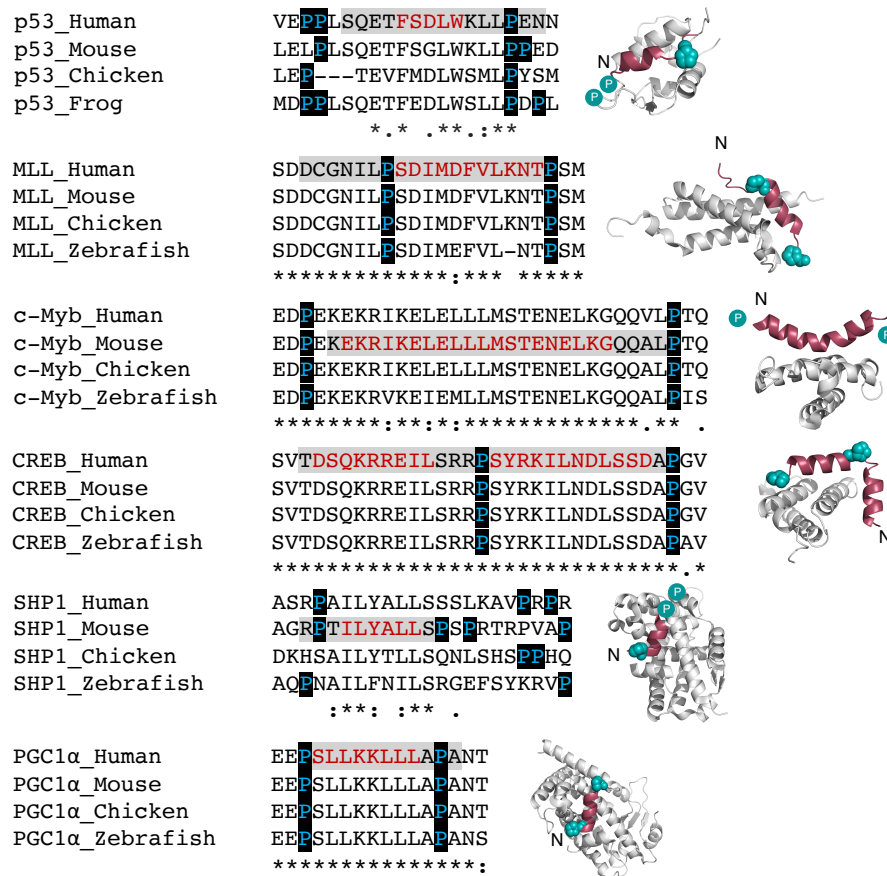 p53_Human VEPPLSQETFSDLWKLLPENN
p53_Mouse LELPLSQETFSGLWKLLPPED
p53_Chicken LEP---TEVFMDLWSMLPYSM
p53_Frog MDPPLSQETFEDLWSLLPDPL
*.* .**.:**
N
P
P
MLL_Human SDDCGNILPSDIMDFVLKNTPSM
MLL_Mouse SDDCGNILPSDIMDFVLKNTPSM
MLL_Chicken SDDCGNILPSDIMDFVLKNTPSM
MLL_Zebrafish SDDCGNILPSDIMEFVL-NTPSM
*************:*** *****
N
c-Myb_Human EDPEKEKRIKELELLLMSTENELKGQQVLPTQ
c-Myb_Mouse EDPEKEKRIKELELLLMSTENELKGQQALPTQ
c-Myb_Chicken EDPEKEKRIKELELLLMSTENELKGQQALPTQ
c-Myb_Zebrafish EDPEKEKRVKEIEMLLMSTENELKGQQALPIS
********:**:*:*************.** .
N
P
P
CREB_Human SVTDSQKRREILSRRPSYRKILNDLSSDAPGV
CREB_Mouse SVTDSQKRREILSRRPSYRKILNDLSSDAPGV
CREB_Chicken SVTDSQKRREILSRRPSYRKILNDLSSDAPGV
CREB_Zebrafish SVTDSQKRREILSRRPSYRKILNDLSSDAPAV
******************************.*
N
SHP1_Human ASRPAILYALLSSSLKAVPRPR
SHP1_Mouse AGRPTILYALLSPSPRTRPVAP
SHP1_Chicken DKHSAILYTLLSQNLSHSPPHQ
SHP1_Zebrafish AQPNAILFNILSRGEFSYKRVP
:**: :** .
P
P
N
PGC1α_Human EEPSLLKKLLLAPANT
PGC1α_Mouse EEPSLLKKLLLAPANT
PGC1α_Chicken EEPSLLKKLLLAPANT
PGC1α_Zebrafish EEPSLLKKLLLAPANS
***************:
N